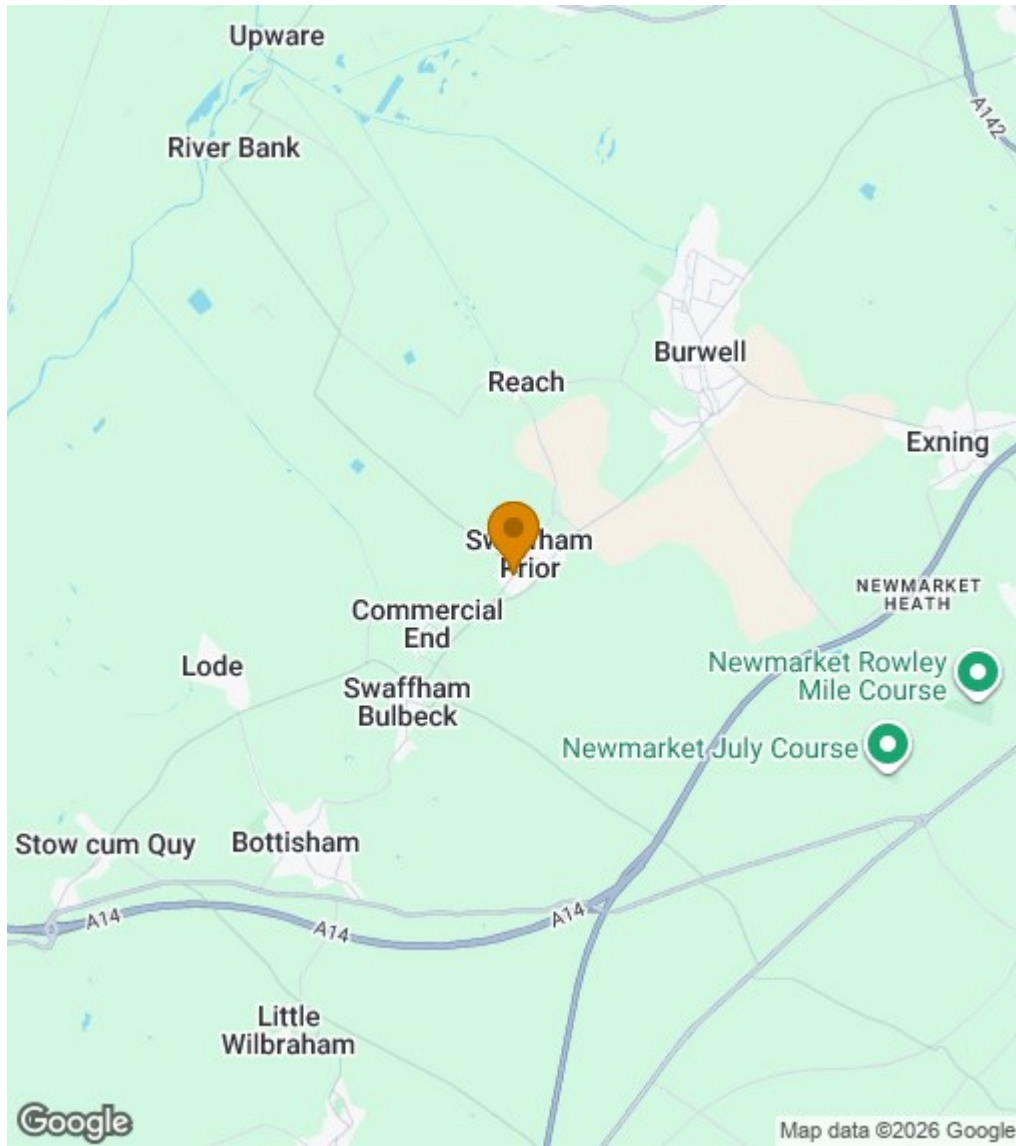 Upware
A142
River Bank
Burwell
Reach
Exning
Swaffham
Prior
NEWMARKET
HEATH
Commercial
End
Lode
Newmarket Rowley
Mile Course
Swaffham
Bulbeck
Newmarket July Course
Stow cum Quy
Bottisham
A14
A14
A14
Little
Wilbraham
Google
Map data ©2026 Google